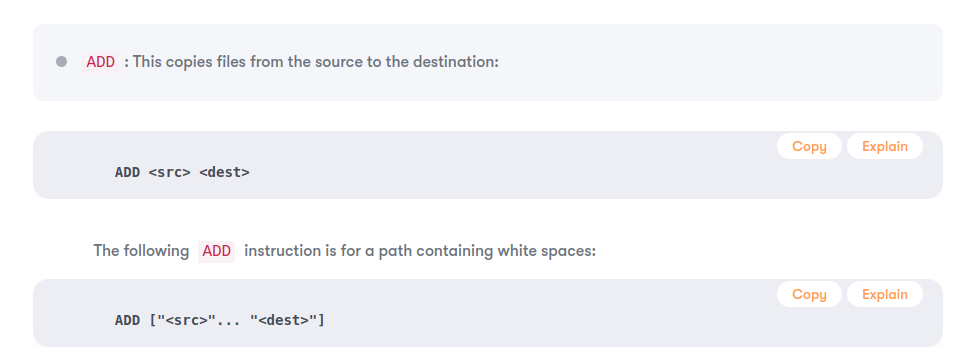 ADD : This copies files from the source to the destination:
Copy Explain
ADD <src> <dest>
The following ADD instruction is for a path containing white spaces:
Copy Explain
ADD ["<src>"... "<dest>"]